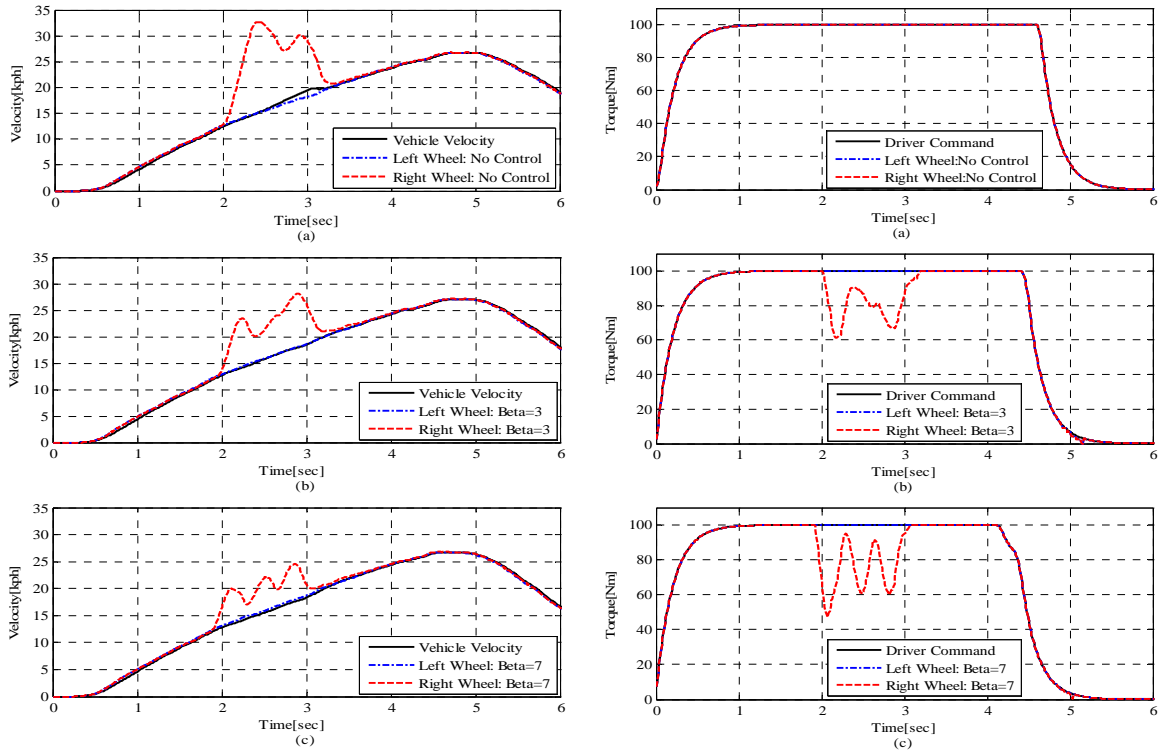 35
30
25
20
15
10
5
0
Velocity[kph]
Vehicle Velocity
Left Wheel: No Control
Right Wheel: No Control
0 1 2 3 4 5 6
Time[sec]
(a)
100
80
60
40
20
0
Torque[Nm]
Driver Command
Left Wheel:No Control
Right Wheel:No Control
0 1 2 3 4 5 6
Time[sec]
(a)
35
30
25
20
15
10
5
0
Velocity[kph]
Vehicle Velocity
Left Wheel: Beta=3
Right Wheel: Beta=3
0 1 2 3 4 5 6
Time[sec]
(b)
100
80
60
40
20
0
Torque[Nm]
Driver Command
Left Wheel: Beta=3
Right Wheel: Beta=3
0 1 2 3 4 5 6
Time[sec]
(b)
35
30
25
20
15
10
5
0
Velocity[kph]
Vehicle Velocity
Left Wheel: Beta=7
Right Wheel: Beta=7
0 1 2 3 4 5 6
Time[sec]
(c)
100
80
60
40
20
0
Torque[Nm]
Driver Command
Left Wheel: Beta=7
Right Wheel: Beta=7
0 1 2 3 4 5 6
Time[sec]
(c)